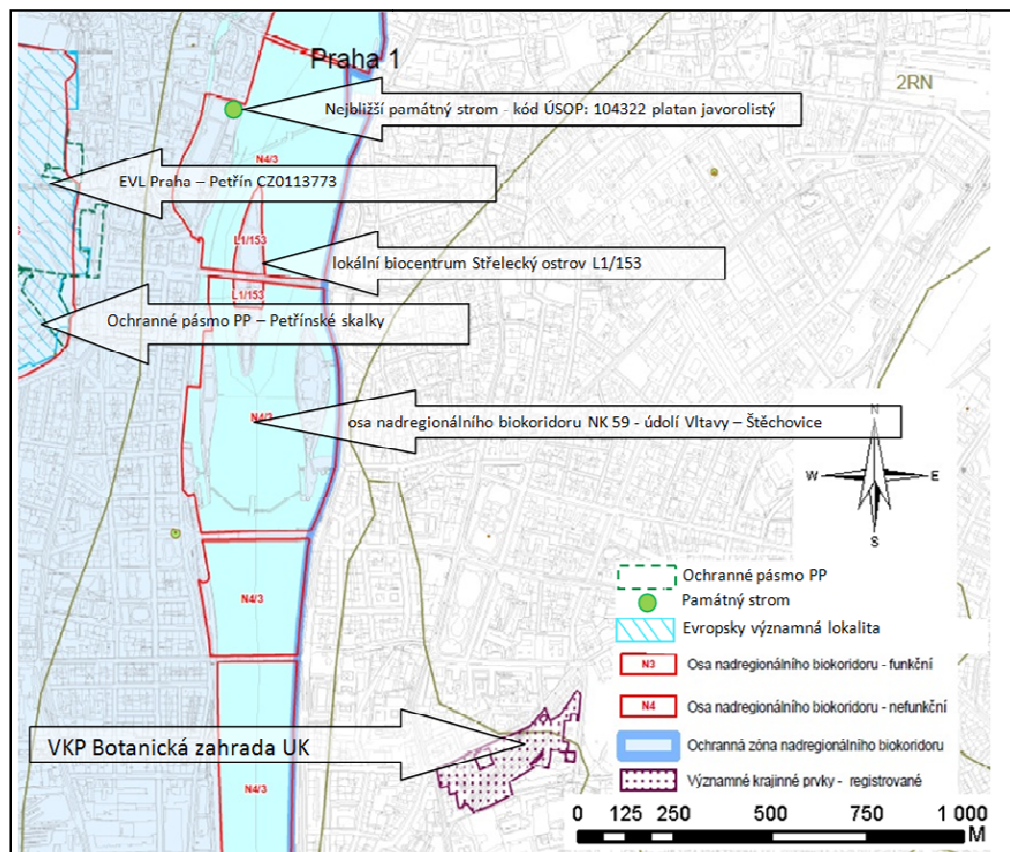 Praha 1
2RN
Nejbližší památný strom - kód ÚSOP: 104322 platan javorolistý
N4/3
EVL Praha – Petřín CZ0113773
L1/153
lokální biocentrum Střelecký ostrov L1/153
L1/153
Ochranné pásmo PP – Petřínské skalky
N4/3
osa nadregionálního biokoridoru NK 59 - údolí Vltavy – Štěchovice
N
W E
S
Ochranné pásmo PP
Památný strom
Evropsky významná lokalita
N4/3
N3 Osa nadregionálního biokoridoru - funkční
N4 Osa nadregionálního biokoridoru - nefunkční
VKP Botanická zahrada UK
Ochranná zóna nadregionálního biokoridoru
Významné krajinné prvky - registrované
N4/3
0 125 250 500 750 1 000
M